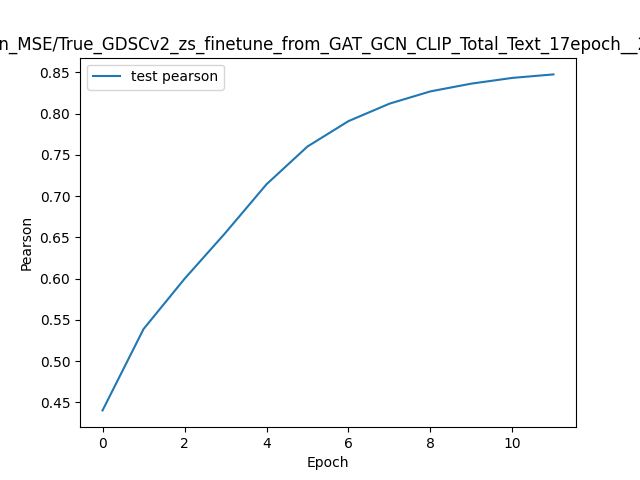 n_MSE/True_GDSCv2_zs_finetune_from_GAT_GCN_CLIP_Total_Text_17epoch__
test pearson
0.85
0.80
0.75
0.70
0.65
0.60
0.55
0.50
0.45
Pearson
0 2 4 6 8 10
Epoch